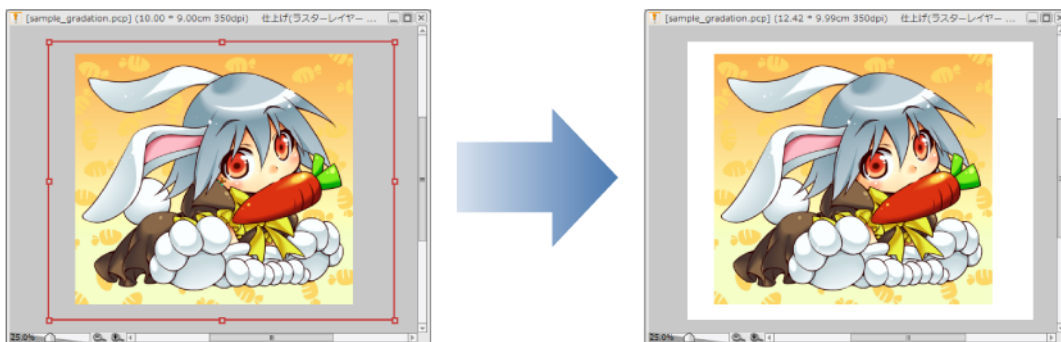 [sample_gradation.pcp] (10.00 * 9.00cm 350dpi)　仕上げ(ラスターレイヤー ...
25.0%
[sample_gradation.pcp] (12.42 * 9.99cm 350dpi)　仕上げ(ラスターレイヤー ...
25.0%